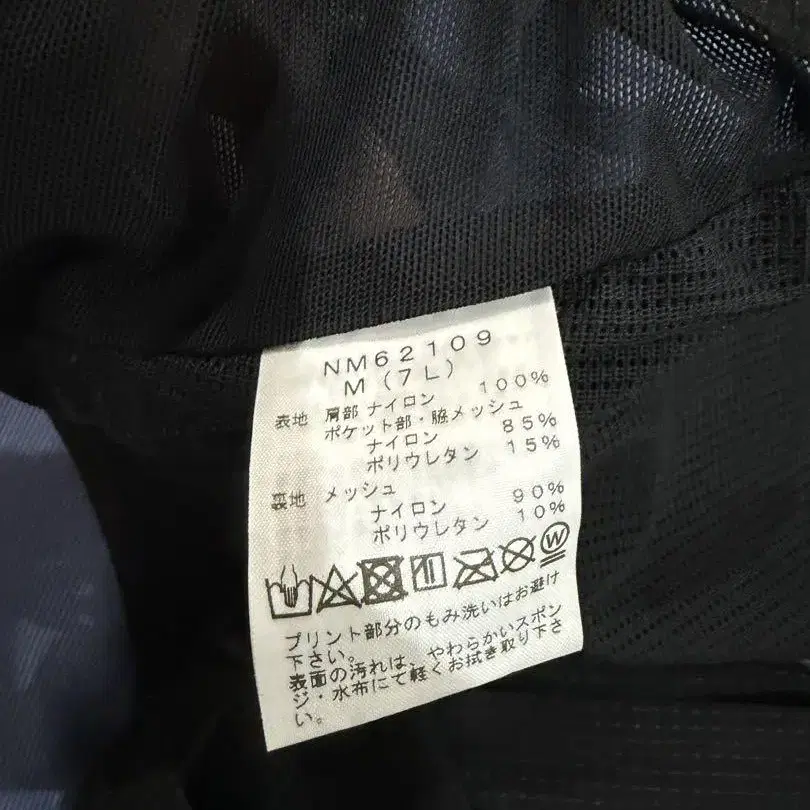 NM62109
M(7L)
表地 肩部 ナイロン 100%
ポケット部・脇メッシュ
ナイロン 85%
ポリウレタン 15%
裏地 メッシュ
ナイロン 90%
ポリウレタン 10%
W
プリント部分のもみ洗いはお避け
下さい。
表面の汚れは、やわらかいスポン
ジ・水布にて軽くお拭き取り下さ
い。